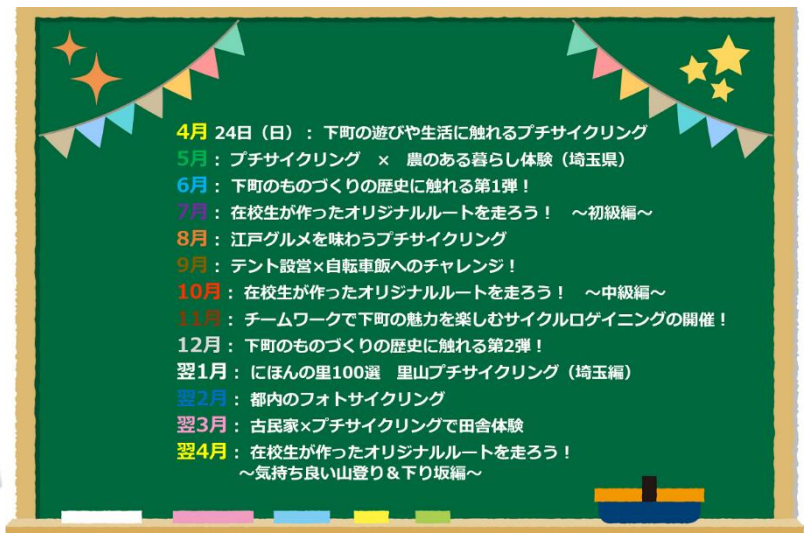 4月 24日（日）： 下町の遊びや生活に触れるプチサイクリング
5月： プチサイクリング × 農のある暮らし体験（埼玉県）
6月： 下町のものづくりの歴史に触れる第1弾！
7月： 在校生が作ったオリジナルルートを走ろう！ ～初級編～
8月： 江戸グルメを味わうプチサイクリング
9月： テント設営×自転車飯へのチャレンジ！
10月： 在校生が作ったオリジナルルートを走ろう！ ～中級編～
11月： チームワークで下町の魅力を楽しむサイクルロゲイニングの開催！
12月： 下町のものづくりの歴史に触れる第2弾！
翌1月： にほんの里100選 里山プチサイクリング（埼玉編）
翌2月： 都内のフォトサイクリング
翌3月： 古民家×プチサイクリングで田舎体験
翌4月： 在校生が作ったオリジナルルートを走ろう！
～気持ち良い山登り＆下り坂編～